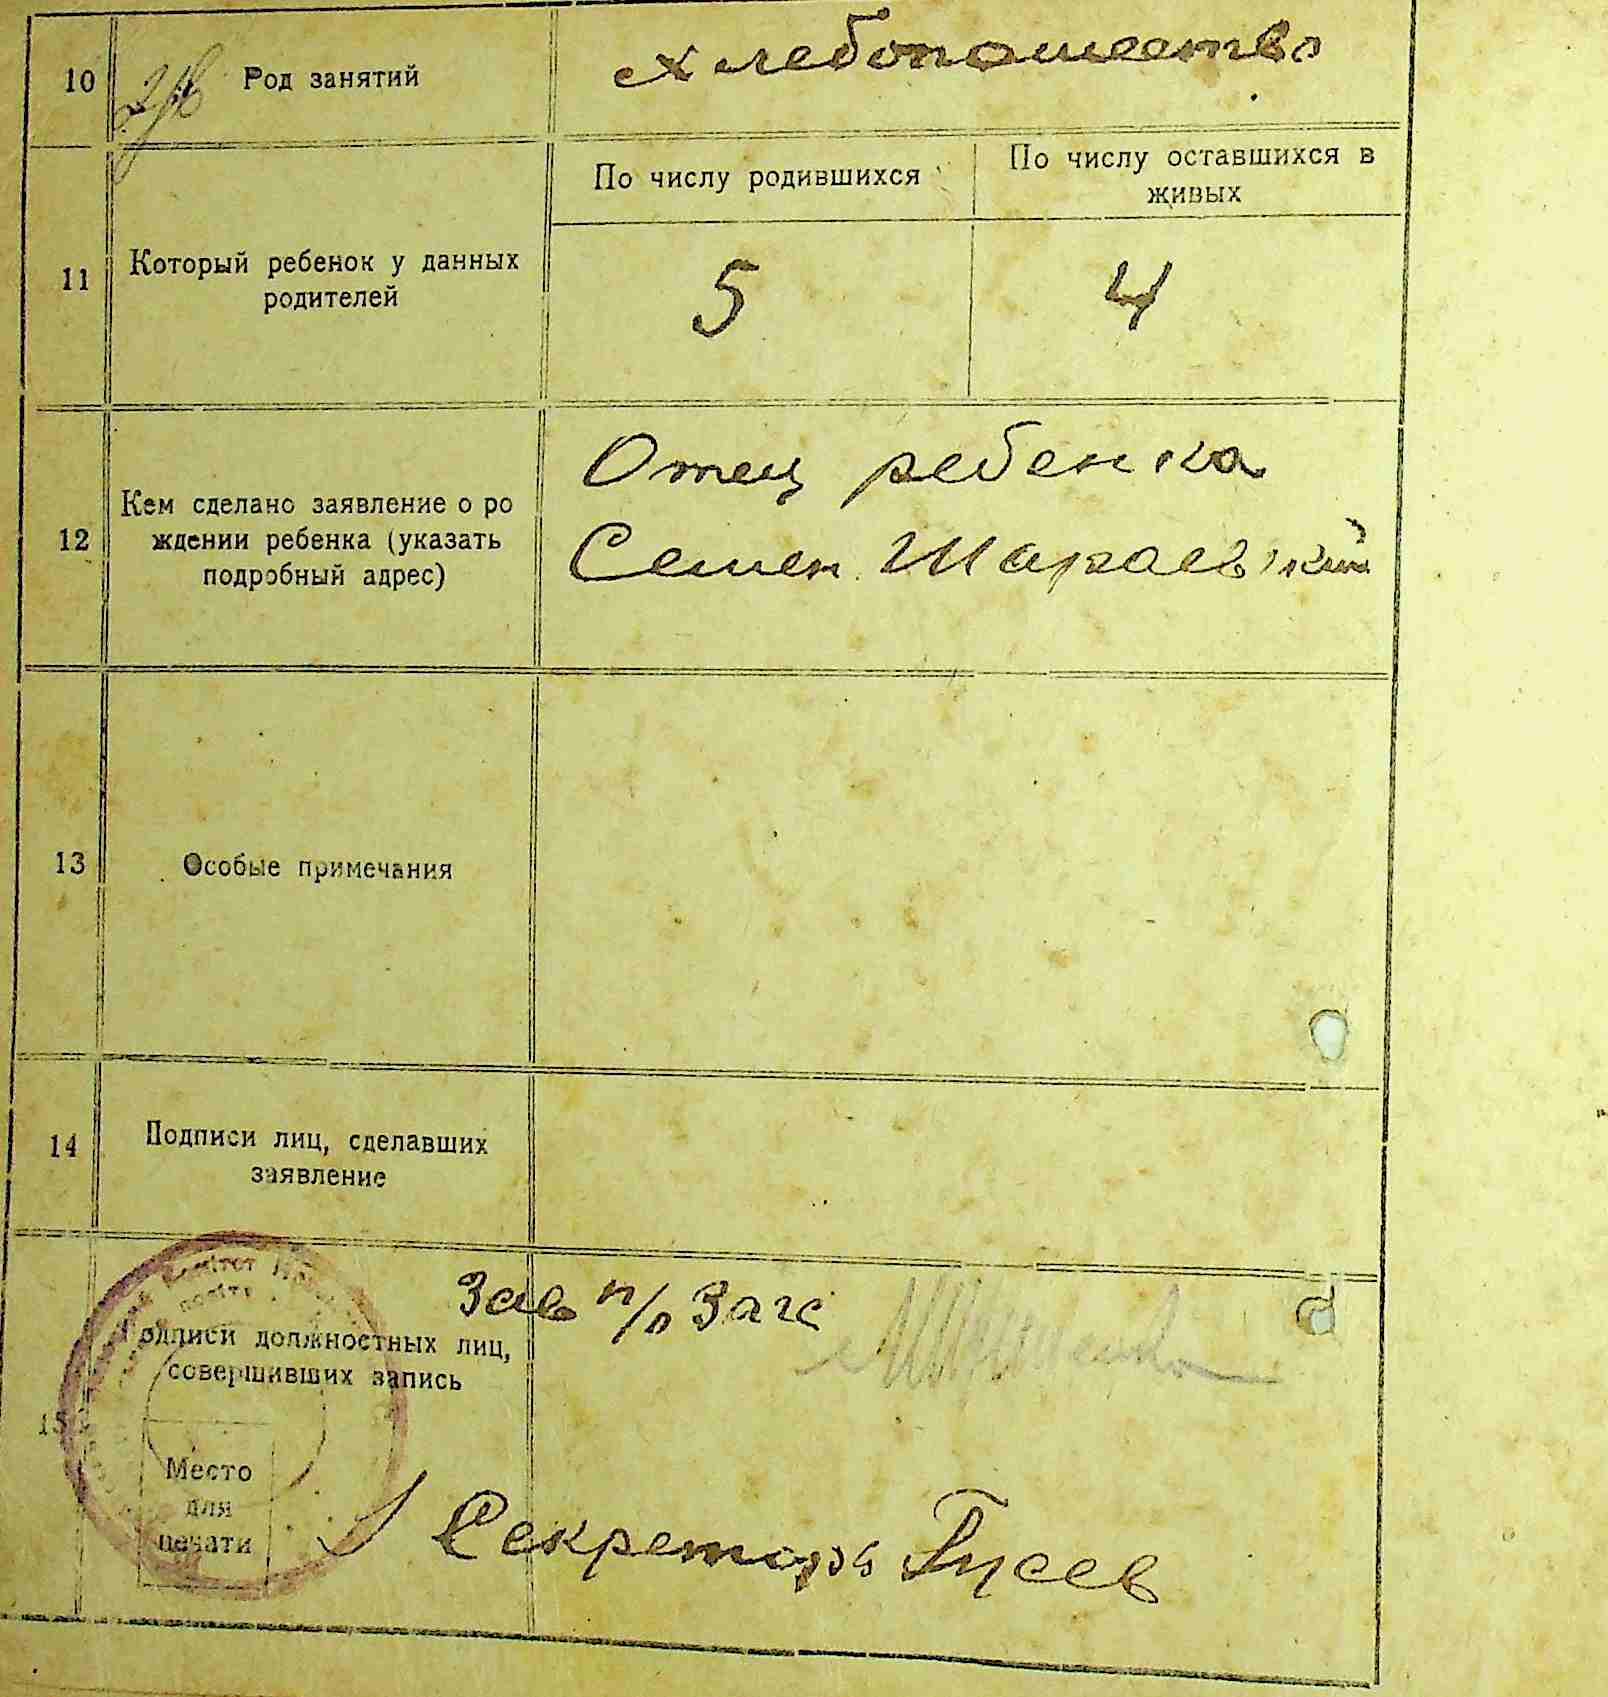 10
Род занятий
хлебопошество
По числу родившихся
По числу оставшихся в
живых
11
Который ребенок у данных
родителей
5
4
12
Кем сделано заявление о ро
ждении ребенка (указать
подробный адрес)
Отец ребенка
Семен
13
Особые примечания
14
Подписи лиц, сделавших
заявление
Зав п/о Загс
15
Подписи должностных лиц,
совершивших запись
Место
для
печати
Секретарь Гусев